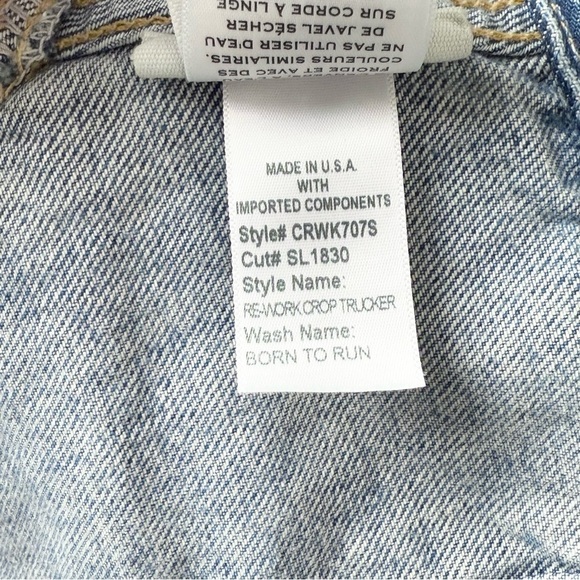 FROIDE ET AVEC DES
COULEURS SIMILAIRES.
NE PAS UTILISER D'EAU
DE JAVEL SÉCHER
SUR CORDE À LINGE
MADE IN U.S.A.
WITH
IMPORTED COMPONENTS
Style# CRWK707S
Cut# SL1830
Style Name:
RE-WORK CROP TRUCKER
Wash Name:
BORN TO RUN